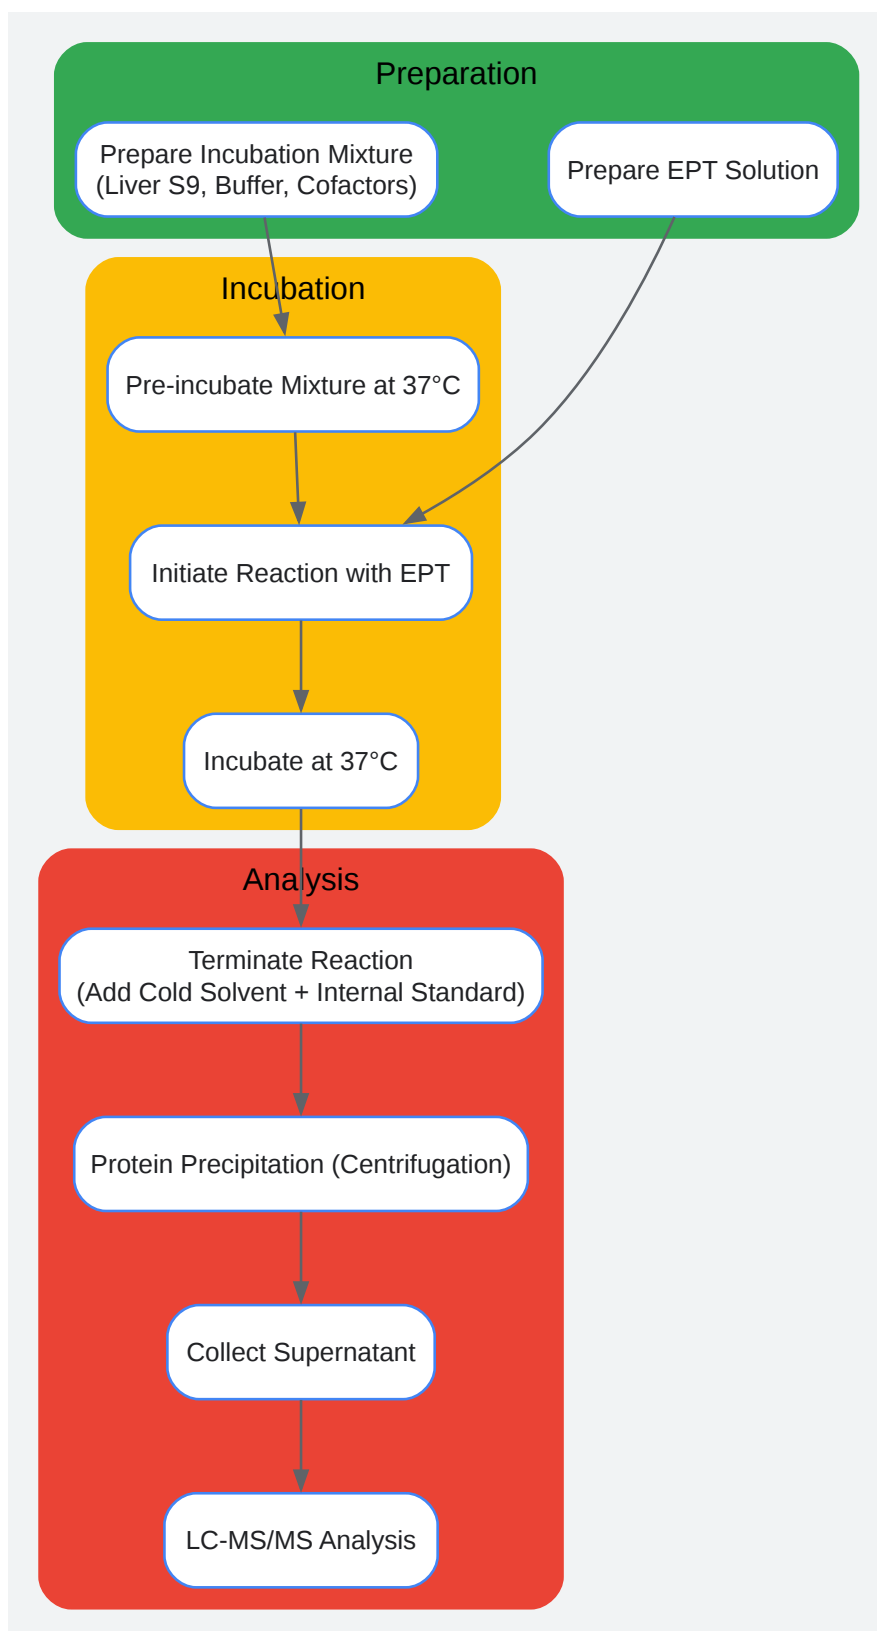 Preparation
Prepare Incubation Mixture
(Liver S9, Buffer, Cofactors)
Prepare EPT Solution
Incubation
Pre-incubate Mixture at 37°C
Initiate Reaction with EPT
Incubate at 37°C
Analysis
Terminate Reaction
(Add Cold Solvent + Internal Standard)
Protein Precipitation (Centrifugation)
Collect Supernatant
LC-MS/MS Analysis